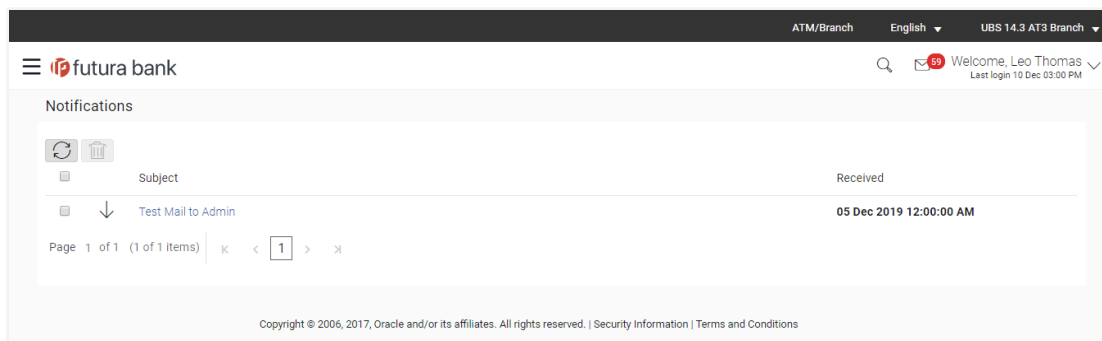 ATM/Branch English UBS 14.3 AT3 Branch
futura bank 59 Welcome, Leo Thomas
Last login 10 Dec 03:00 PM
Notifications
Subject Received
Test Mail to Admin 05 Dec 2019 12:00:00 AM
Page 1 of 1 (1 of 1 items) 1
Copyright © 2006, 2017, Oracle and/or its affiliates. All rights reserved. | Security Information | Terms and Conditions